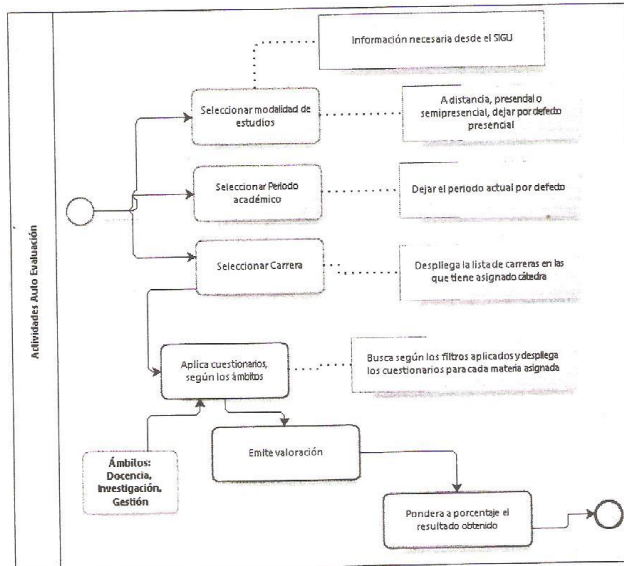 Actividades Auto Evaluación
Información necesaria desde el SIGU
Seleccionar modalidad de
estudios
A distancia, presencial o
semipresencial, dejar por defecto
presencial
Seleccionar Periodo
académico
Dejar el periodo actual por defecto
Seleccionar Carrera
Despliega la lista de carreras en las
que tiene asignado cátedra
Aplica cuestionarios,
según los ámbitos
Busca según los filtros aplicados y despliega
los cuestionarios para cada materia asignada
Ámbitos:
Docencia,
Investigación,
Gestión
Emite valoración
Pondera a porcentaje el
resultado obtenido